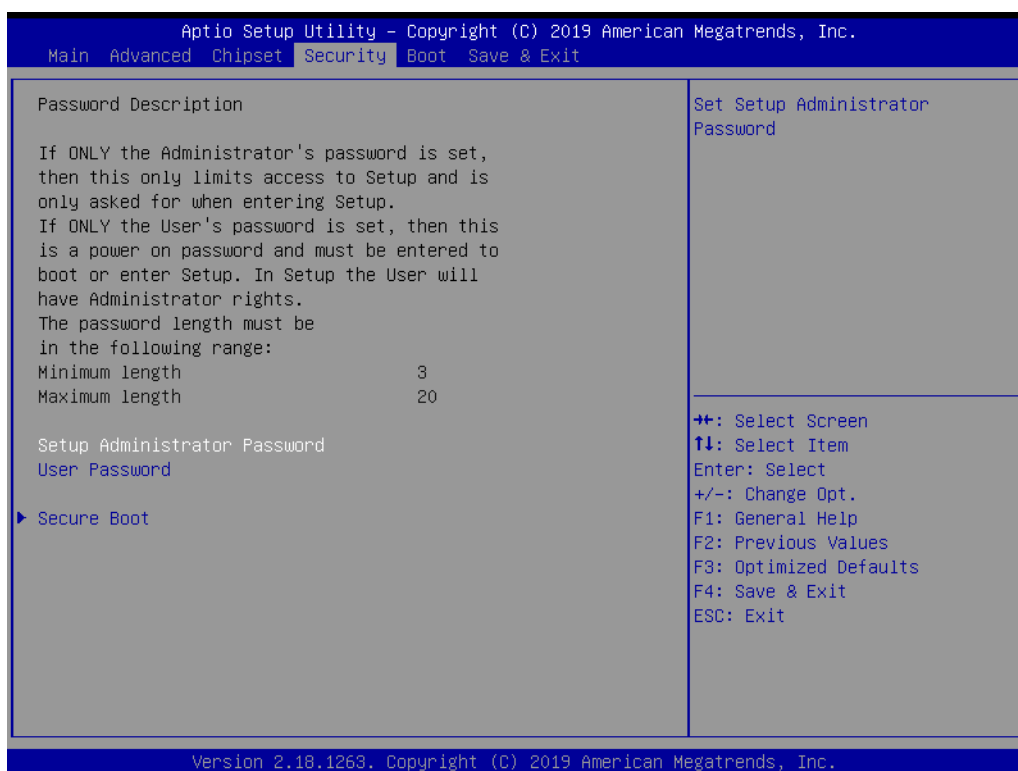 Aptio Setup Utility – Copyright (C) 2019 American Megatrends, Inc.
Main Advanced Chipset Security Boot Save & Exit
Password Description
If ONLY the Administrator's password is set,
then this only limits access to Setup and is
only asked for when entering Setup.
If ONLY the User's password is set, then this
is a power on password and must be entered to
boot or enter Setup. In Setup the User will
have Administrator rights.
The password length must be
in the following range:
Minimum length 3
Maximum length 20
Setup Administrator Password
User Password
Secure Boot
Set Setup Administrator
Password
→←: Select Screen
↑↓: Select Item
Enter: Select
+/-: Change Opt.
F1: General Help
F2: Previous Values
F3: Optimized Defaults
F4: Save & Exit
ESC: Exit
Version 2.18.1263. Copyright (C) 2019 American Megatrends, Inc.